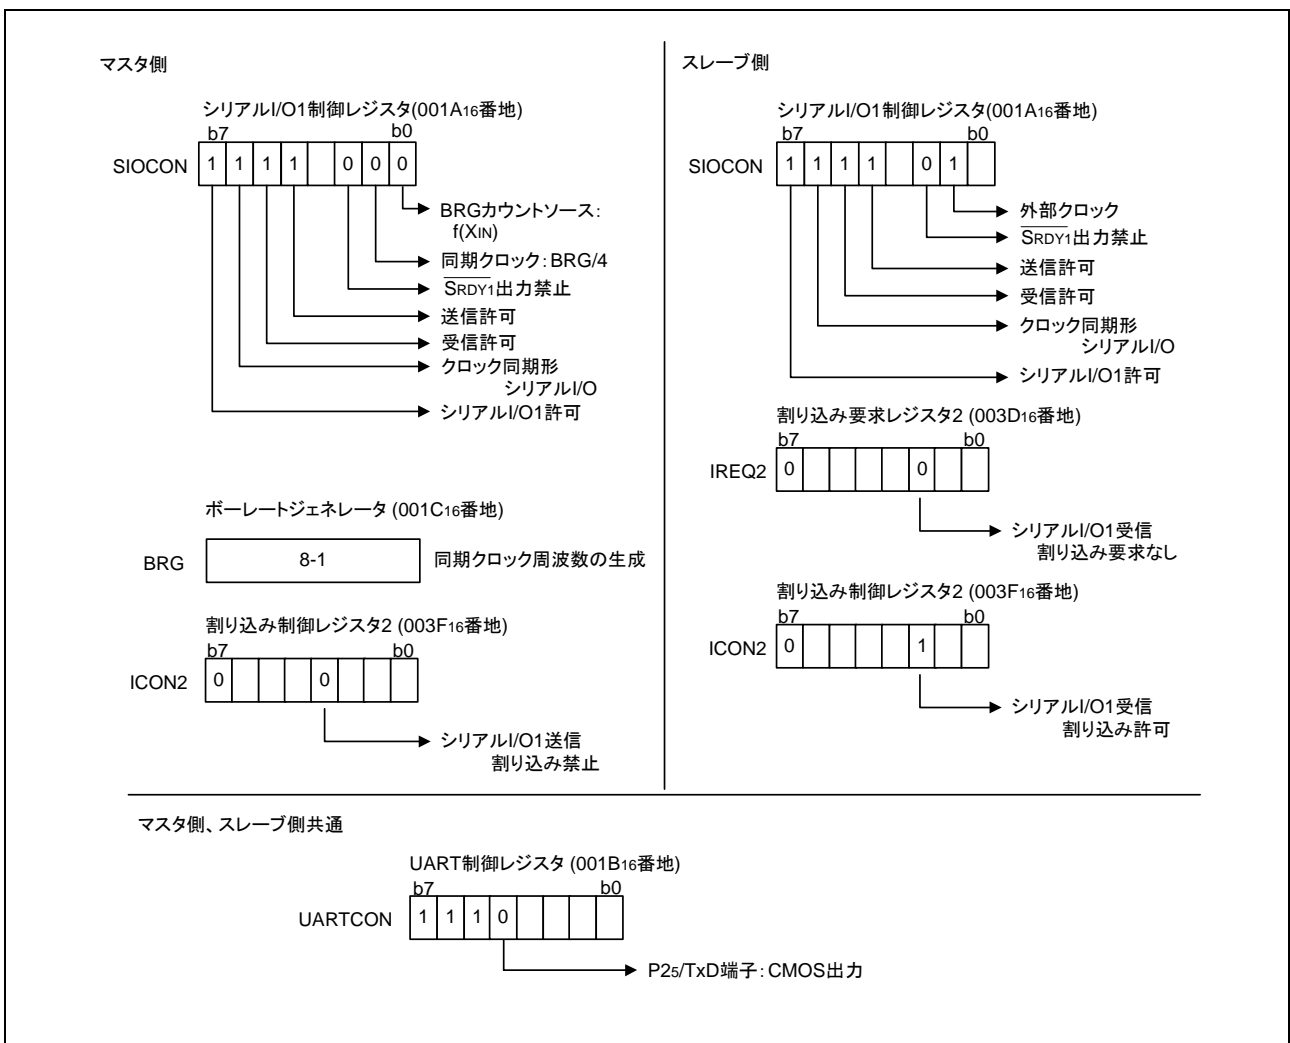 マスタ側
シリアルI/O1制御レジスタ(001A16番地)
b7 b0
SIOCON 1 1 1 1 0 0 0
BRGカウントソース:
f(XIN)
同期クロック:BRG/4
SRDY1出力禁止
送信許可
受信許可
クロック同期形
シリアルI/O
シリアルI/O1許可
ボーレートジェネレータ (001C16番地)
BRG 8-1 同期クロック周波数の生成
割り込み制御レジスタ2 (003F16番地)
b7 b0
ICON2 0 0
シリアルI/O1送信
割り込み禁止
スレーブ側
シリアルI/O1制御レジスタ(001A16番地)
b7 b0
SIOCON 1 1 1 1 0 1
外部クロック
SRDY1出力禁止
送信許可
受信許可
クロック同期形
シリアルI/O
シリアルI/O1許可
割り込み要求レジスタ2 (003D16番地)
b7 b0
IREQ2 0 0
シリアルI/O1受信
割り込み要求なし
割り込み制御レジスタ2 (003F16番地)
b7 b0
ICON2 0 1
シリアルI/O1受信
割り込み許可
マスタ側、スレーブ側共通
UART制御レジスタ (001B16番地)
b7 b0
UARTCON 1 1 1 0
P25/TxD端子:CMOS出力